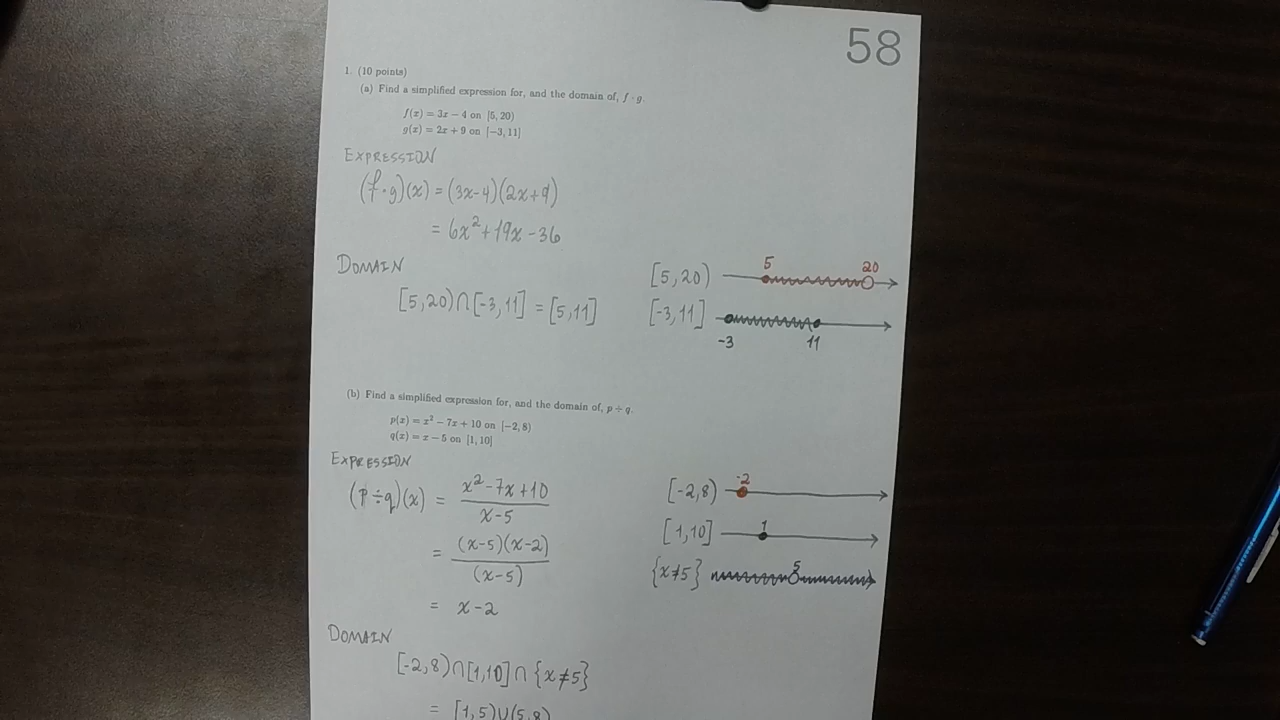 58
1. (10 points)
(a) Find a simplified expression for, and the domain of, f · g.
f(x) = 3x − 4 on [5, 20)
g(x) = 2x + 9 on [−3, 11]
EXPRESSION
(f·g)(x) = (3x-4)(2x+9)
= 6x²+19x-36
DOMAIN
[5,20)∩[-3,11] = [5,11]
[5,20) 5 20
[-3,11]
-3 11
(b) Find a simplified expression for, and the domain of, p ÷ q.
p(x) = x² − 7x + 10 on [−2, 8)
q(x) = x − 5 on [1, 10]
EXPRESSION
(p÷q)(x) = x²-7x+10 / x-5
= (x-5)(x-2) / (x-5)
= x-2
[-2,8) -2
[1,10] 1
{x≠5} 5
DOMAIN
[-2,8)∩[1,10]∩{x≠5}
= [1,5)∪(5,8)